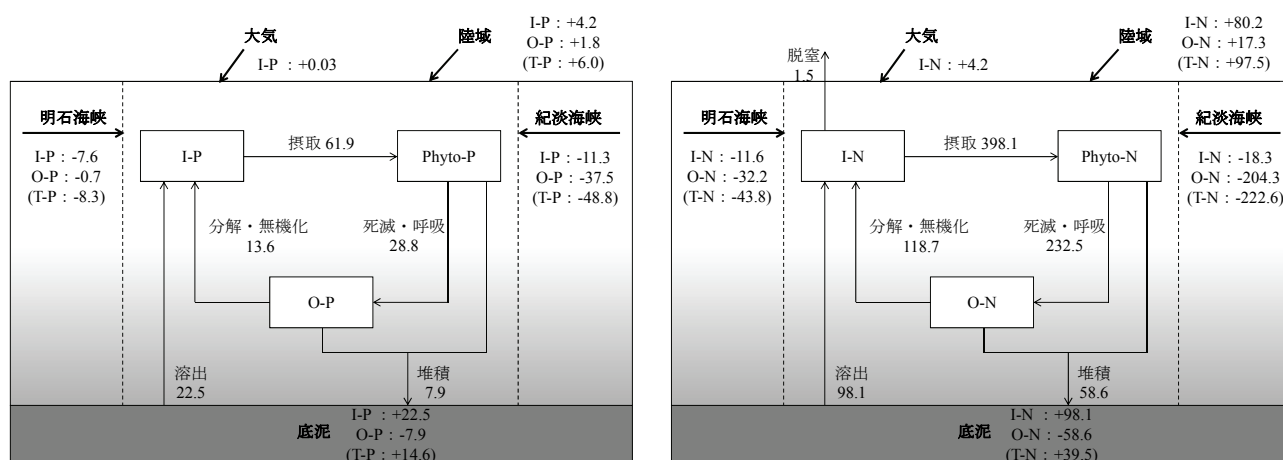 大気
I-P : +0.03
陸域
I-P : +4.2
O-P : +1.8
(T-P : +6.0)
明石海峡
I-P : -7.6
O-P : -0.7
(T-P : -8.3)
紀淡海峡
I-P : -11.3
O-P : -37.5
(T-P : -48.8)
I-P
摂取 61.9
Phyto-P
分解・無機化
13.6
死滅・呼吸
28.8
O-P
溶出
22.5
堆積
7.9
底泥
I-P : +22.5
O-P : -7.9
(T-P : +14.6)
脱窒
1.5
大気
I-N : +4.2
陸域
I-N : +80.2
O-N : +17.3
(T-N : +97.5)
明石海峡
I-N : -11.6
O-N : -32.2
(T-N : -43.8)
紀淡海峡
I-N : -18.3
O-N : -204.3
(T-N : -222.6)
I-N
摂取 398.1
Phyto-N
分解・無機化
118.7
死滅・呼吸
232.5
O-N
溶出
98.1
堆積
58.6
底泥
I-N : +98.1
O-N : -58.6
(T-N : +39.5)